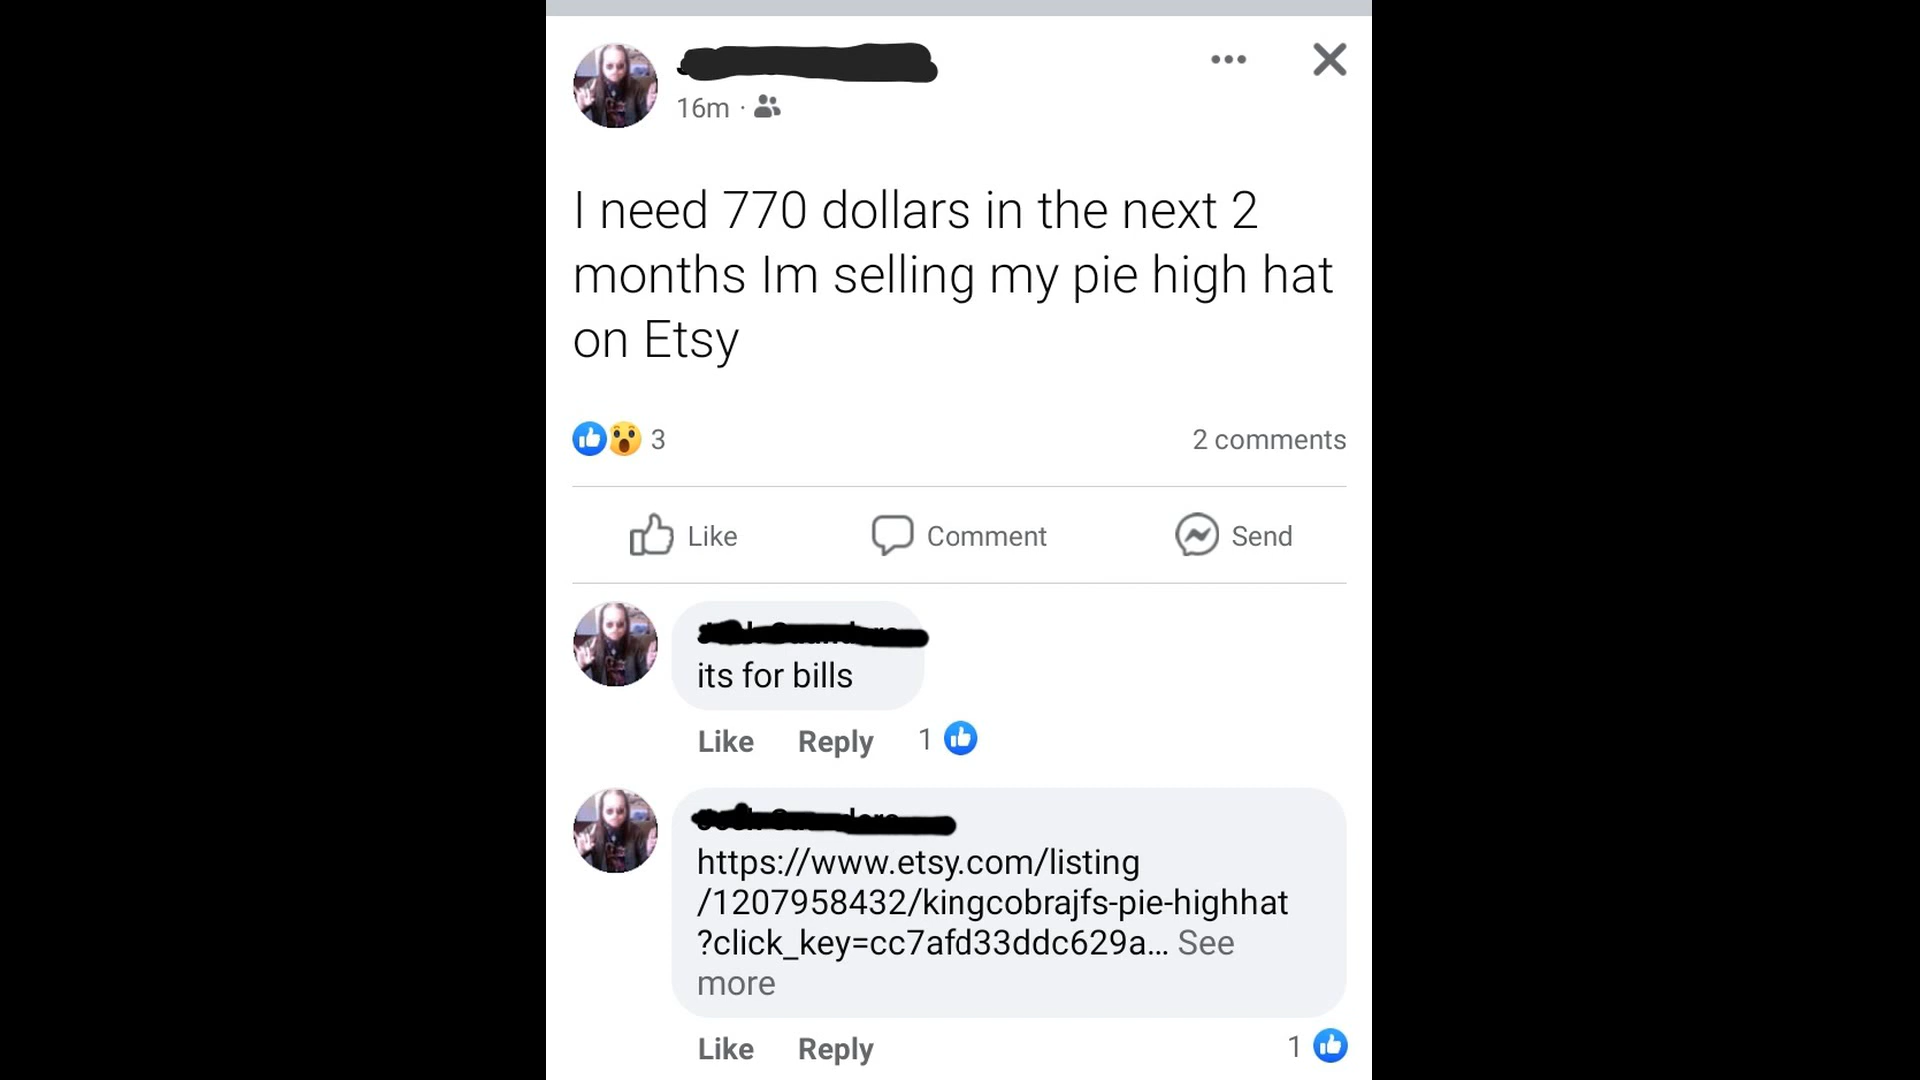 16m ·
I need 770 dollars in the next 2
months Im selling my pie high hat
on Etsy
3
2 comments
Like
Comment
Send
its for bills
Like
Reply
1
https://www.etsy.com/listing
/1207958432/kingcobrajfs-pie-highhat
?click_key=cc7afd33ddc629a... See
more
Like
Reply
1